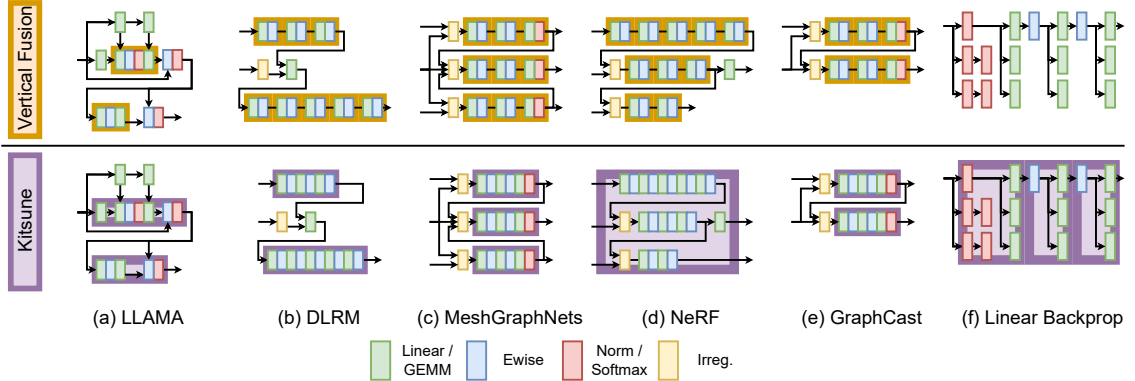 Vertical Fusion
Kitsune
(a) LLAMA
(b) DLRM
(c) MeshGraphNets
(d) NeRF
(e) GraphCast
(f) Linear Backprop
Linear /
GEMM
Ewise
Norm /
Softmax
Irreg.